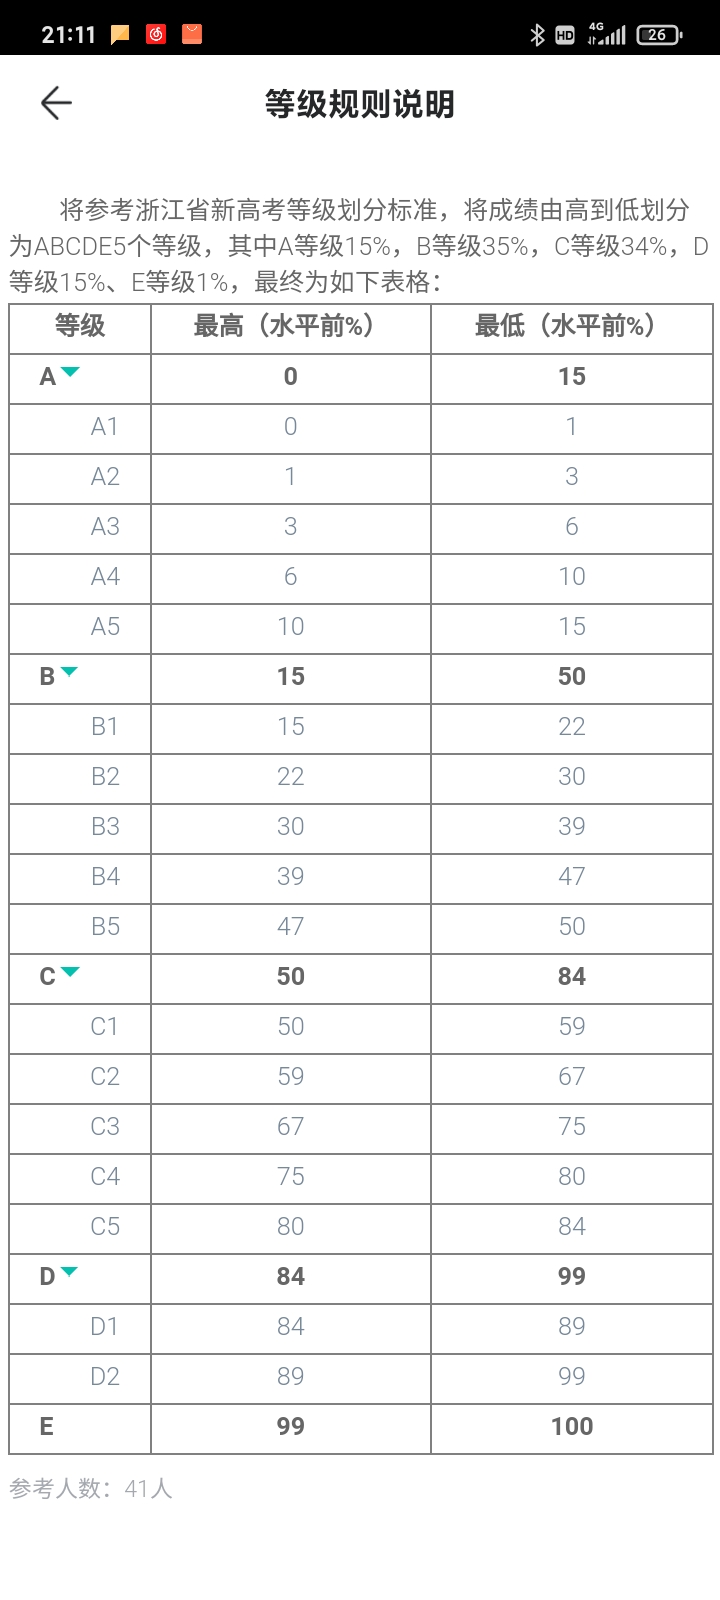 21:11
HD 4G 26
等级规则说明
将参考浙江省新高考等级划分标准，将成绩由高到低划分
为ABCDE5个等级，其中A等级15%，B等级35%，C等级34%，D
等级15%、E等级1%，最终为如下表格：
等级 最高（水平前%） 最低（水平前%）
A 0 15
A1 0 1
A2 1 3
A3 3 6
A4 6 10
A5 10 15
B 15 50
B1 15 22
B2 22 30
B3 30 39
B4 39 47
B5 47 50
C 50 84
C1 50 59
C2 59 67
C3 67 75
C4 75 80
C5 80 84
D 84 99
D1 84 89
D2 89 99
E 99 100
参考人数：41人